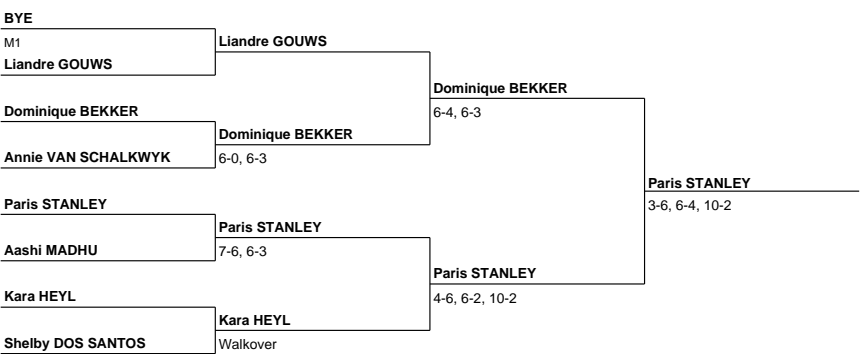 BYE
M1
Liandre GOUWS
Liandre GOUWS
Dominique BEKKER
6-4, 6-3
Dominique BEKKER
Dominique BEKKER
6-0, 6-3
Annie VAN SCHALKWYK
Paris STANLEY
3-6, 6-4, 10-2
Paris STANLEY
Paris STANLEY
7-6, 6-3
Aashi MADHU
Paris STANLEY
4-6, 6-2, 10-2
Kara HEYL
Kara HEYL
Walkover
Shelby DOS SANTOS